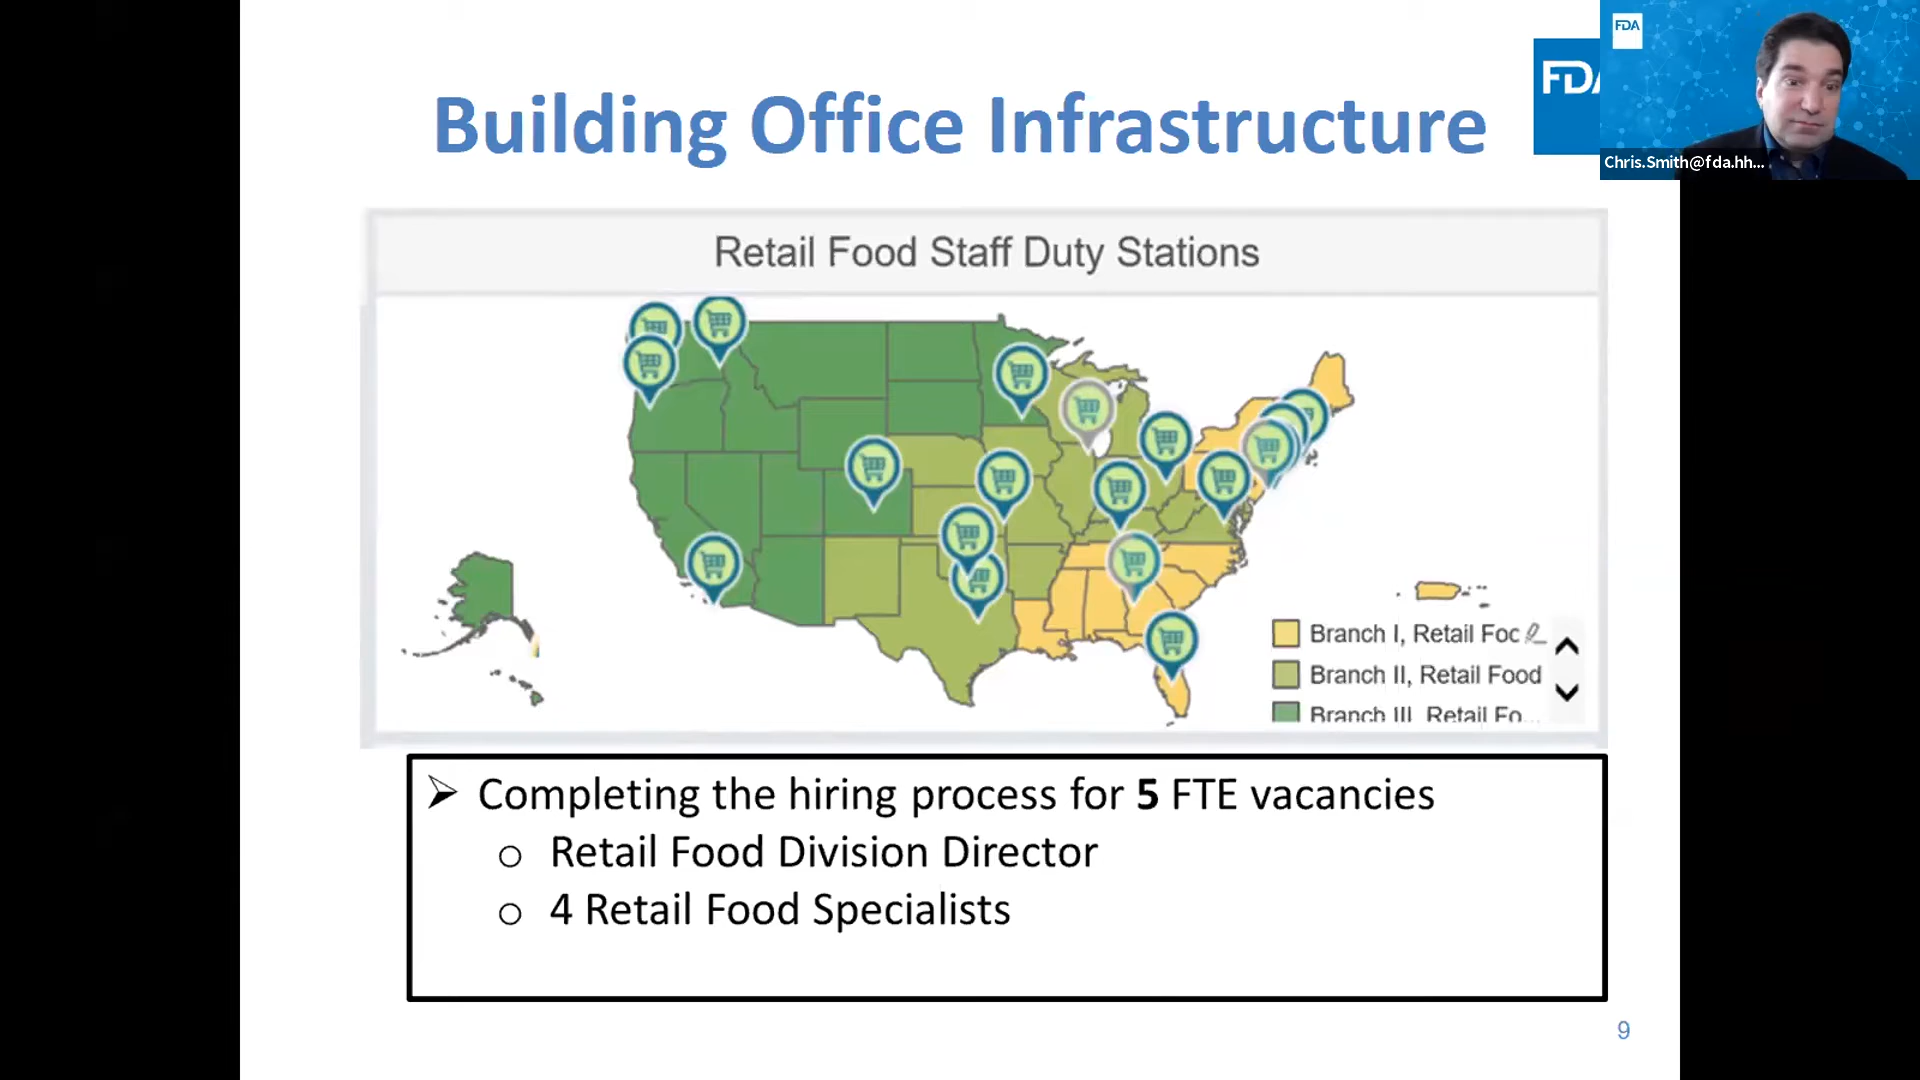 FDA
FDA
Chris.Smith@fda.hh...
Building Office Infrastructure
Retail Food Staff Duty Stations
Branch I, Retail Foc
Branch II, Retail Food
Branch III, Retail Fo...
➢ Completing the hiring process for 5 FTE vacancies
o Retail Food Division Director
o 4 Retail Food Specialists
9